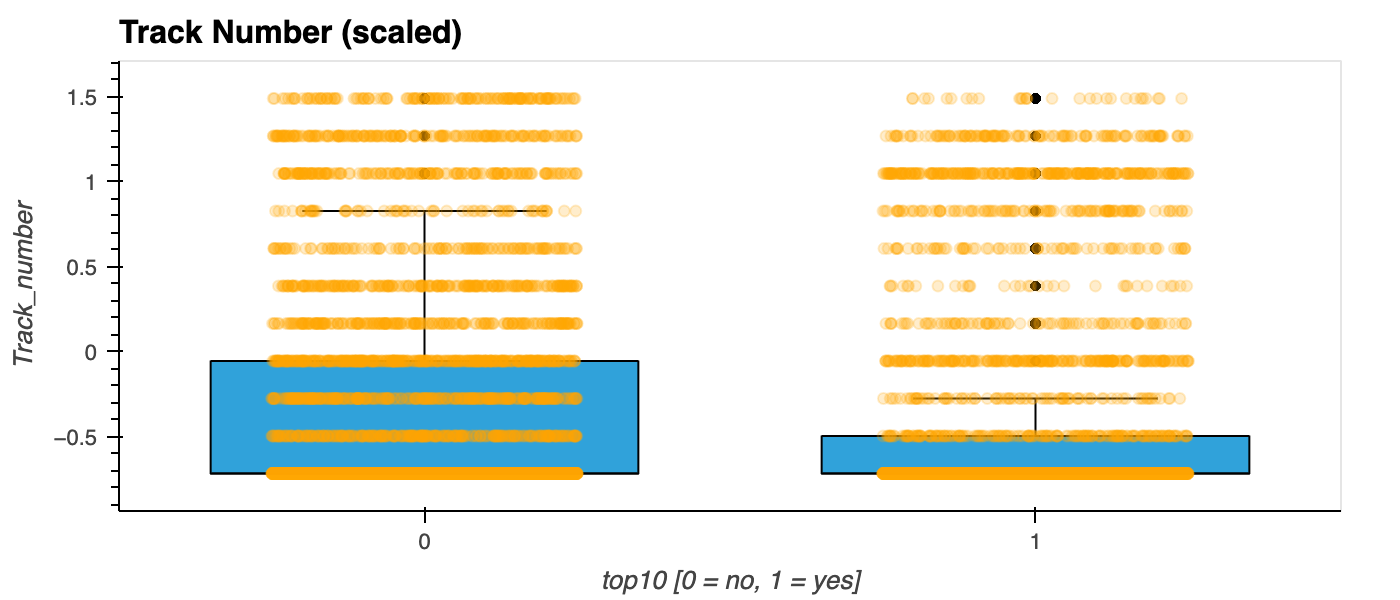 Track Number (scaled)
1.5
1
0.5
0
−0.5
Track_number
0
1
top10 [0 = no, 1 = yes]